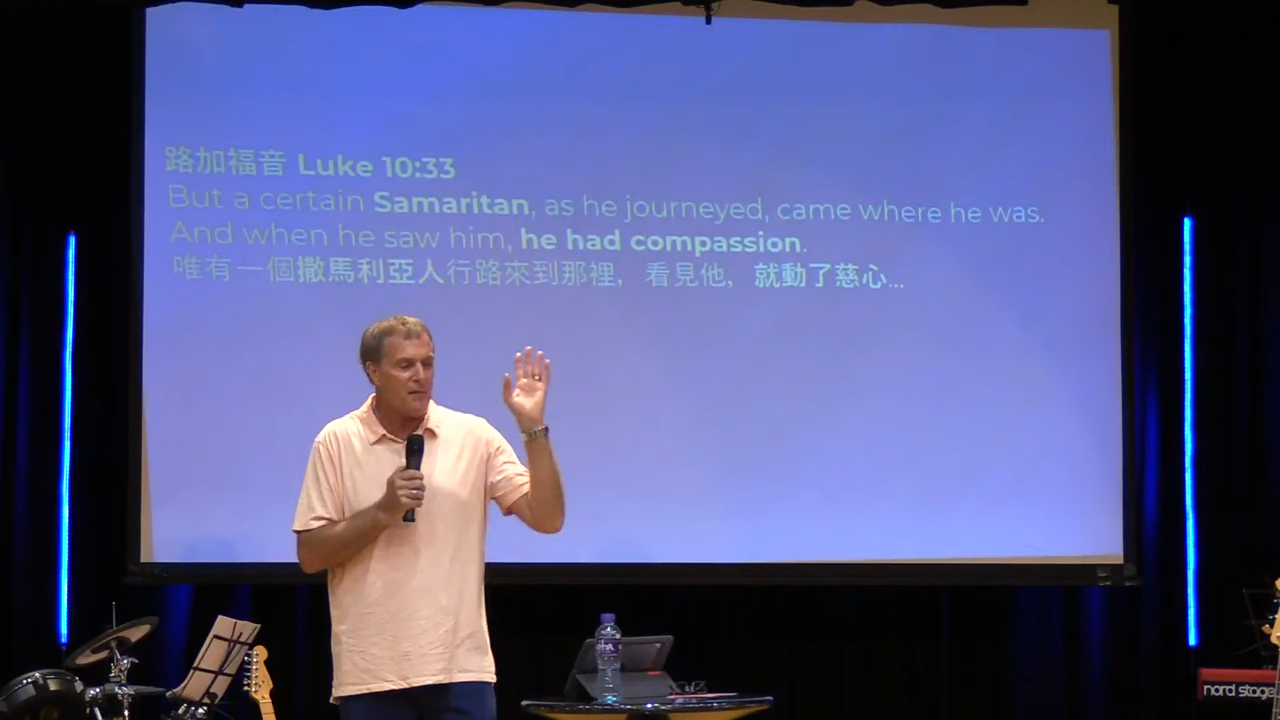 路加福音 Luke 10:33
But a certain Samaritan, as he journeyed, came where he was.
And when he saw him, he had compassion.
唯有一個撒馬利亞人行路來到那裡，看見他，就動了慈心...
nord stage